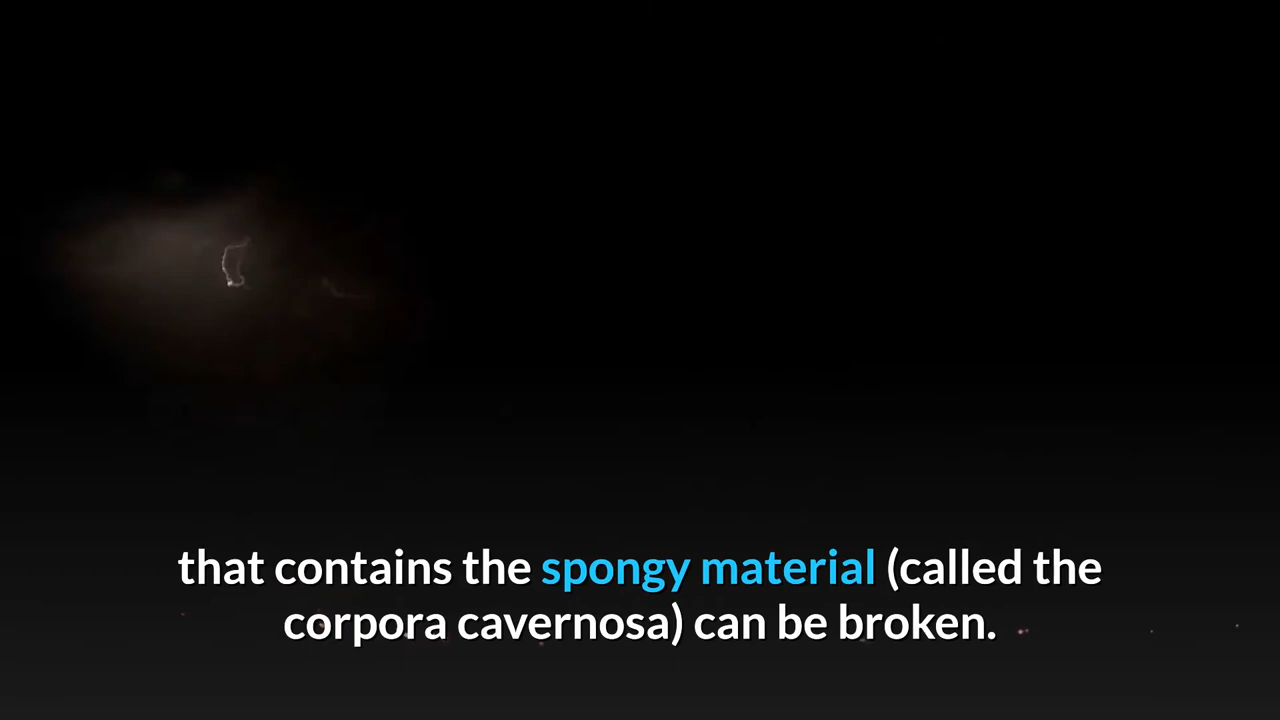 that contains the spongy material (called the
corpora cavernosa) can be broken.